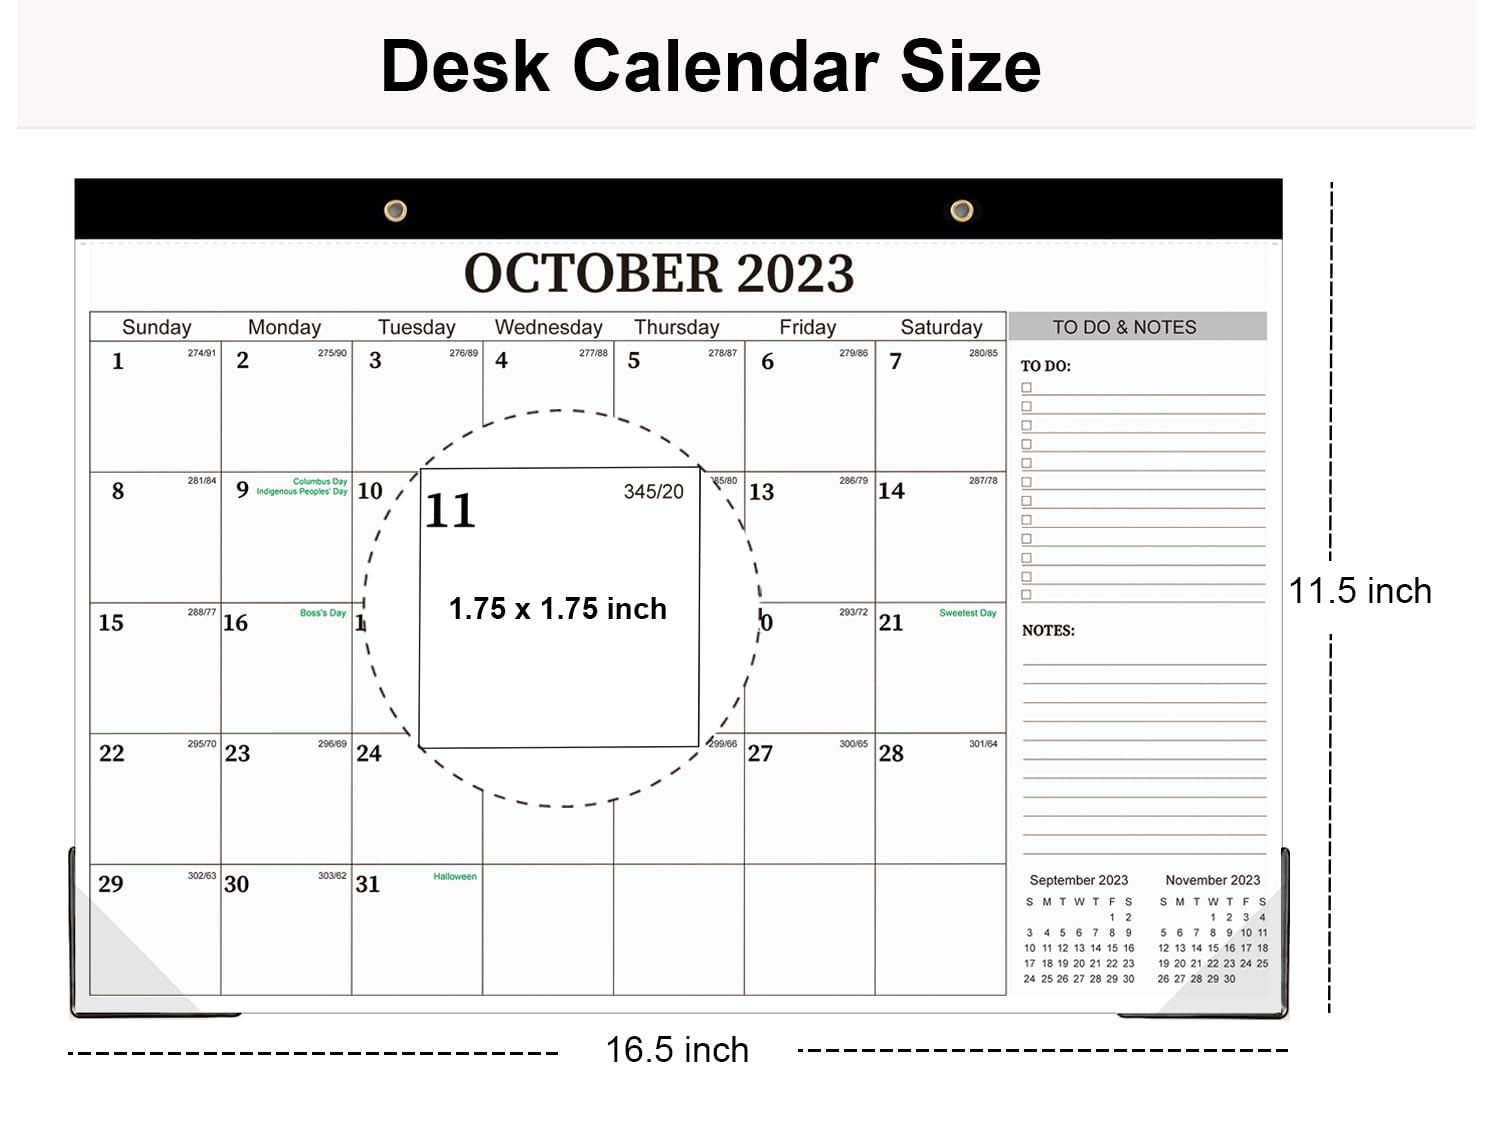 Desk Calendar Size
OCTOBER 2023
Sunday Monday Tuesday Wednesday Thursday Friday Saturday
TO DO & NOTES
1 274/91 2 275/90 3 276/89 4 277/88 5 278/87 6 279/86 7 280/85
TO DO:
8 281/84 9 Columbus Day
Indigenous Peoples' Day
10 85/80 13 286/79 14 287/78
11 345/20
1.75 x 1.75 inch
11.5 inch
15 288/77 16 Boss's Day 1 0 293/72 21 Sweetest Day
NOTES:
22 295/70 23 296/69 24 299/66 27 300/65 28 301/64
29 302/63 30 303/62 31 Halloween
September 2023
S M T W T F S
1 2
3 4 5 6 7 8 9
10 11 12 13 14 15 16
17 18 19 20 21 22 23
24 25 26 27 28 29 30
November 2023
S M T W T F S
1 2 3 4
5 6 7 8 9 10 11
12 13 14 15 16 17 18
19 20 21 22 23 24 25
26 27 28 29 30
16.5 inch